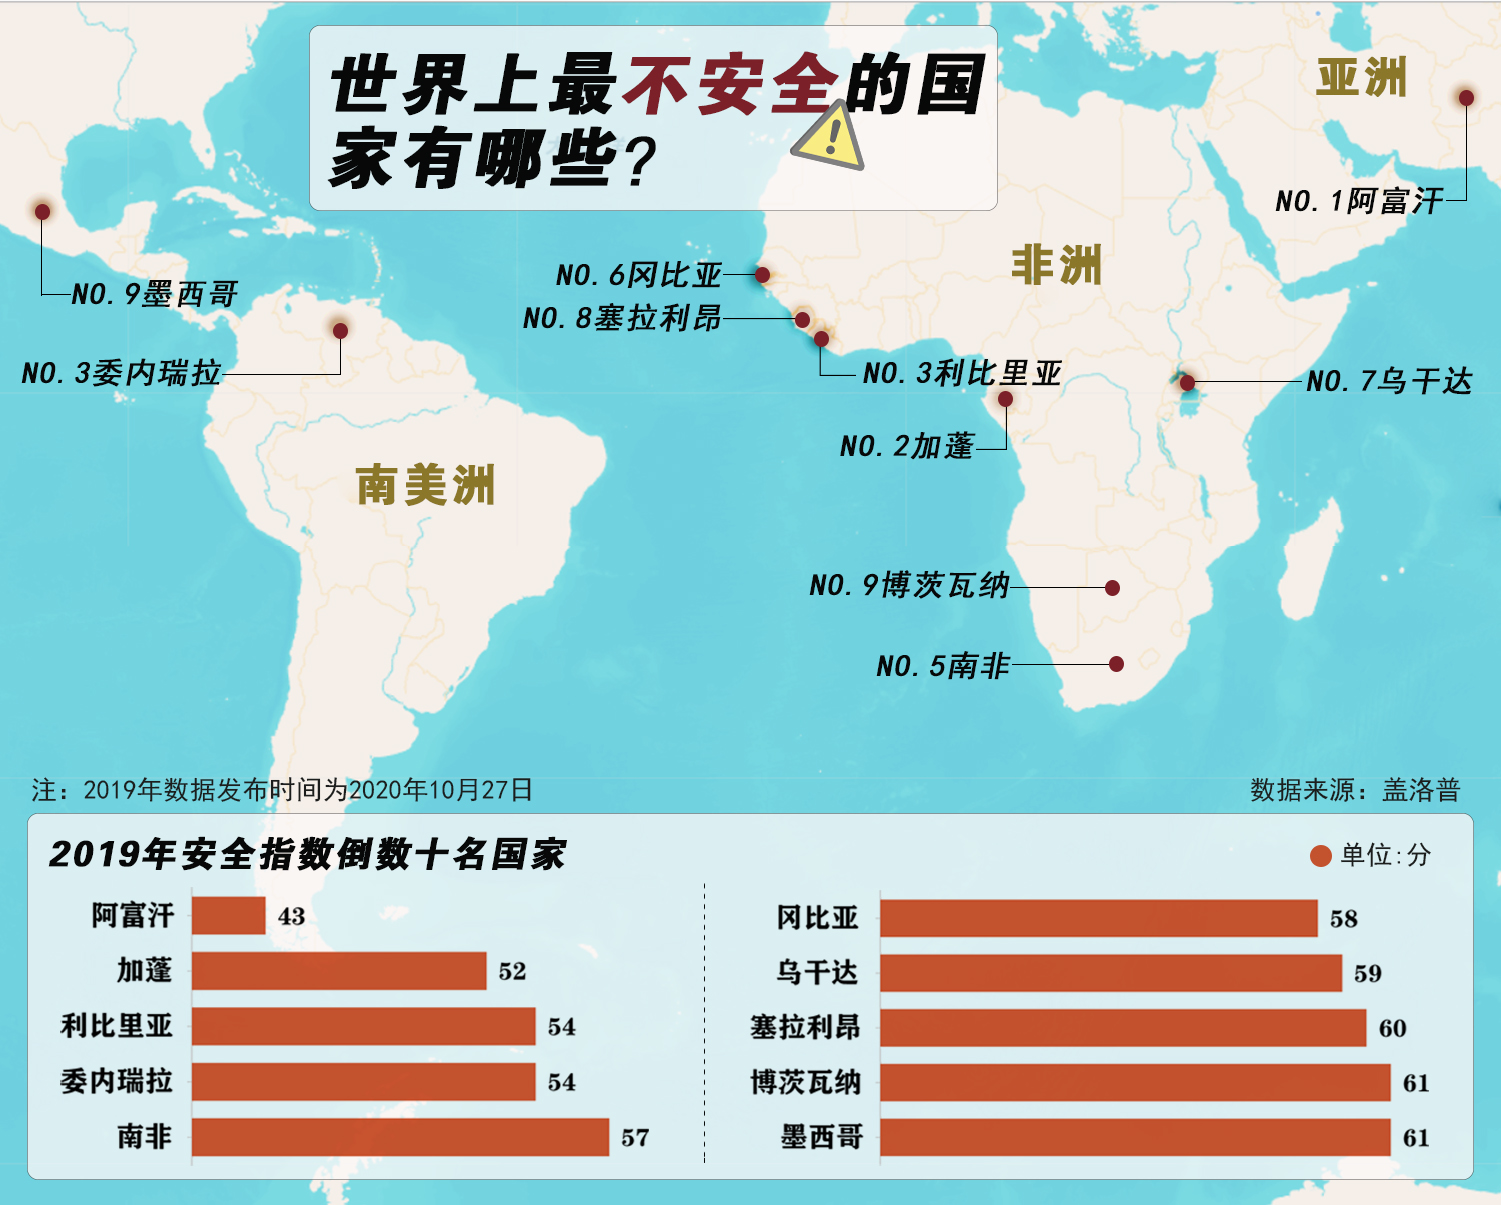 世界上最不安全的国
家有哪些?
亚洲
NO.1阿富汗
非洲
NO.9墨西哥
NO.6冈比亚
NO.8塞拉利昂
NO.3委内瑞拉
NO.3利比里亚
NO.7乌干达
NO.2加蓬
南美洲
NO.9博茨瓦纳
NO.5南非
注：2019年数据发布时间为2020年10月27日
数据来源：盖洛普
2019年安全指数倒数十名国家
单位:分
阿富汗 43
加蓬 52
利比里亚 54
委内瑞拉 54
南非 57
冈比亚 58
乌干达 59
塞拉利昂 60
博茨瓦纳 61
墨西哥 61